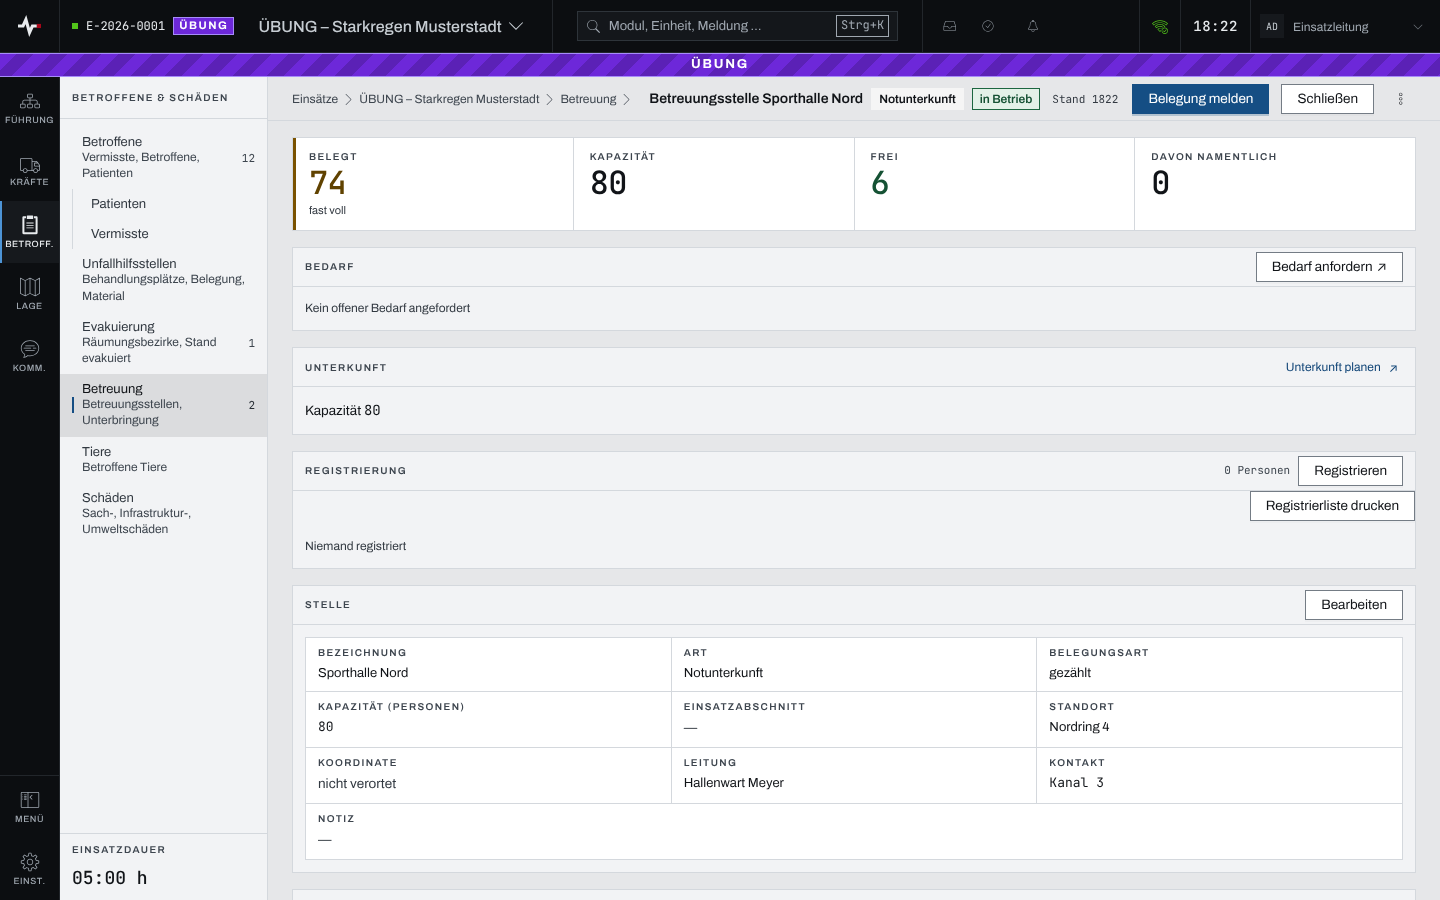 E-2026-0001 ÜBUNG ÜBUNG – Starkregen Musterstadt Modul, Einheit, Meldung ... Strg+K 18:22 AD Einsatzleitung
ÜBUNG
FÜHRUNG
KRÄFTE
BETROFF.
LAGE
KOMM.
MENÜ
EINST.
BETROFFENE & SCHÄDEN
Betroffene
Vermisste, Betroffene, 12
Patienten
Patienten
Vermisste
Unfallhilfsstellen
Behandlungsplätze, Belegung,
Material
Evakuierung
Räumungsbezirke, Stand 1
evakuiert
Betreuung
Betreuungsstellen, 2
Unterbringung
Tiere
Betroffene Tiere
Schäden
Sach-, Infrastruktur-,
Umweltschäden
EINSATZDAUER
05:00 h
Einsätze ÜBUNG – Starkregen Musterstadt Betreuung Betreuungsstelle Sporthalle Nord Notunterkunft in Betrieb Stand 1822 Belegung melden Schließen
BELEGT KAPAZITÄT FREI DAVON NAMENTLICH
74 80 6 0
fast voll
BEDARF Bedarf anfordern
Kein offener Bedarf angefordert
UNTERKUNFT Unterkunft planen
Kapazität 80
REGISTRIERUNG 0 Personen Registrieren
Registrierliste drucken
Niemand registriert
STELLE Bearbeiten
BEZEICHNUNG ART BELEGUNGSART
Sporthalle Nord Notunterkunft gezählt
KAPAZITÄT (PERSONEN) EINSATZABSCHNITT STANDORT
80 — Nordring 4
KOORDINATE LEITUNG KONTAKT
nicht verortet Hallenwart Meyer Kanal 3
NOTIZ
—